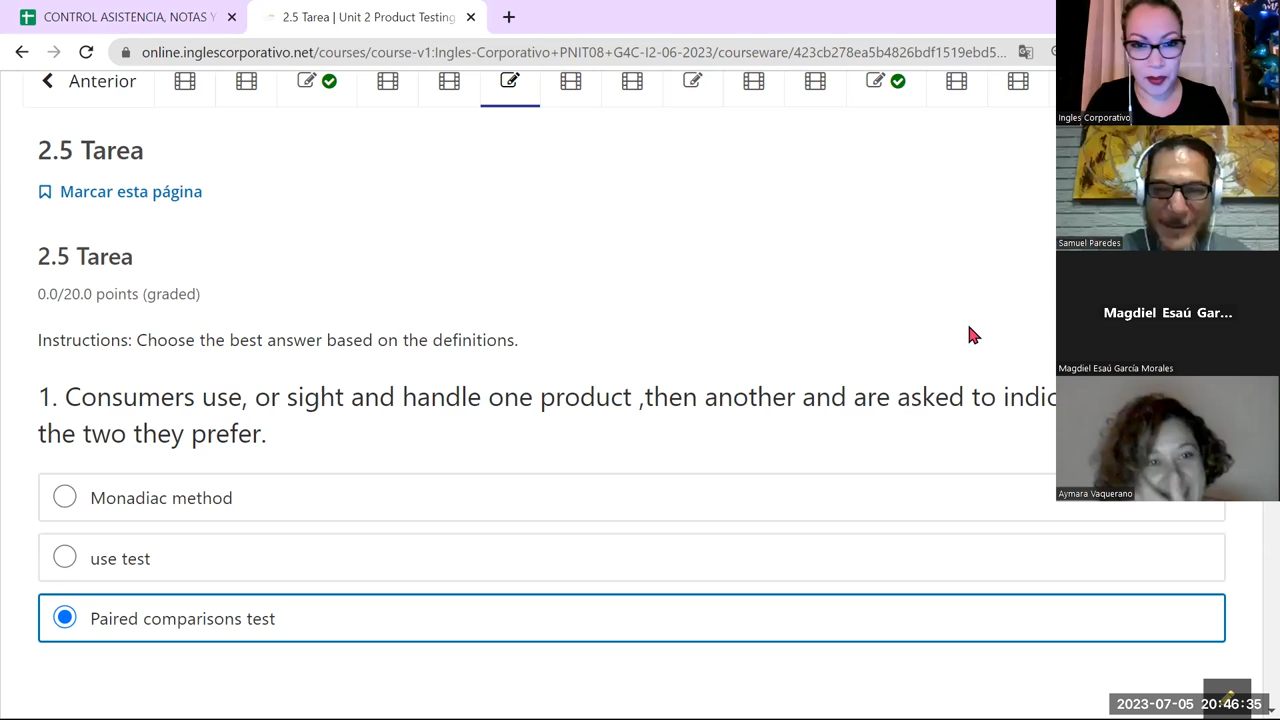 CONTROL ASISTENCIA, NOTAS Y
2.5 Tarea | Unit 2 Product Testing
online.inglescorporativo.net/courses/course-v1:Ingles-Corporativo+PNIT08+G4C-I2-06-2023/courseware/423cb278ea5b4826bdf1519ebd5...
Anterior
2.5 Tarea
Marcar esta página
2.5 Tarea
0.0/20.0 points (graded)
Instructions: Choose the best answer based on the definitions.
1. Consumers use, or sight and handle one product ,then another and are asked to indic
the two they prefer.
Monadiac method
use test
Paired comparisons test
Ingles Corporativo
Samuel Paredes
Magdiel Esaú Gar...
Magdiel Esaú García Morales
Aymara Vaquerano
2023-07-05 20:46:35